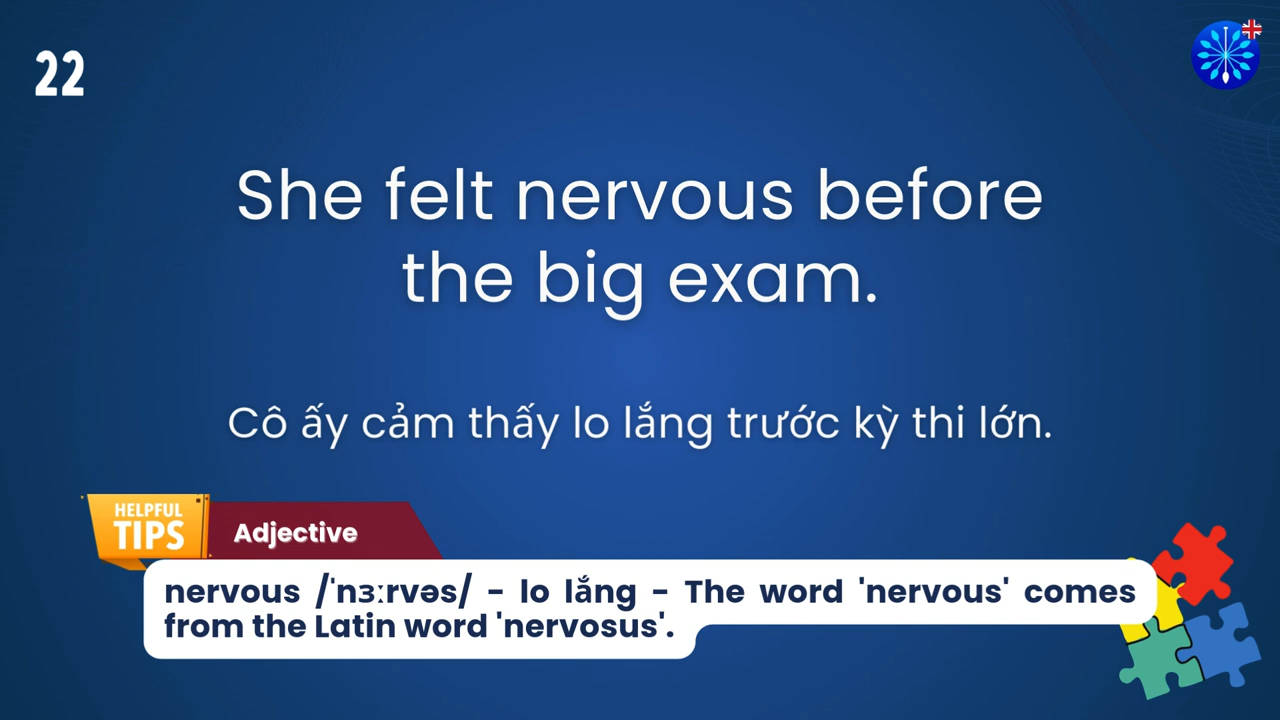 22
She felt nervous before
the big exam.
Cô ấy cảm thấy lo lắng trước kỳ thi lớn.
HELPFUL
TIPS
Adjective
nervous /ˈnɜːrvəs/ - lo lắng - The word 'nervous' comes
from the Latin word 'nervosus'.